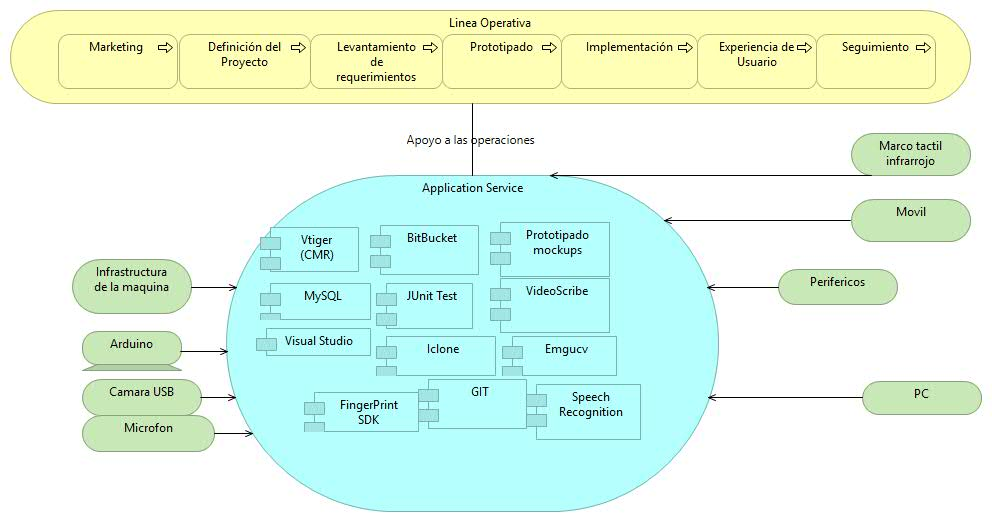 Linea Operativa
Marketing
Definición del
Proyecto
Levantamiento
de
requerimientos
Prototipado
Implementación
Experiencia de
Usuario
Seguimiento
Apoyo a las operaciones
Marco tactil
infrarrojo
Application Service
Movil
Vtiger
(CMR)
BitBucket
Prototipado
mockups
Infrastructura
de la maquina
Perifericos
MySQL
JUnit Test
VideoScribe
Arduino
Visual Studio
Iclone
Emgucv
Camara USB
FingerPrint
SDK
GIT
Speech
Recognition
PC
Microfon